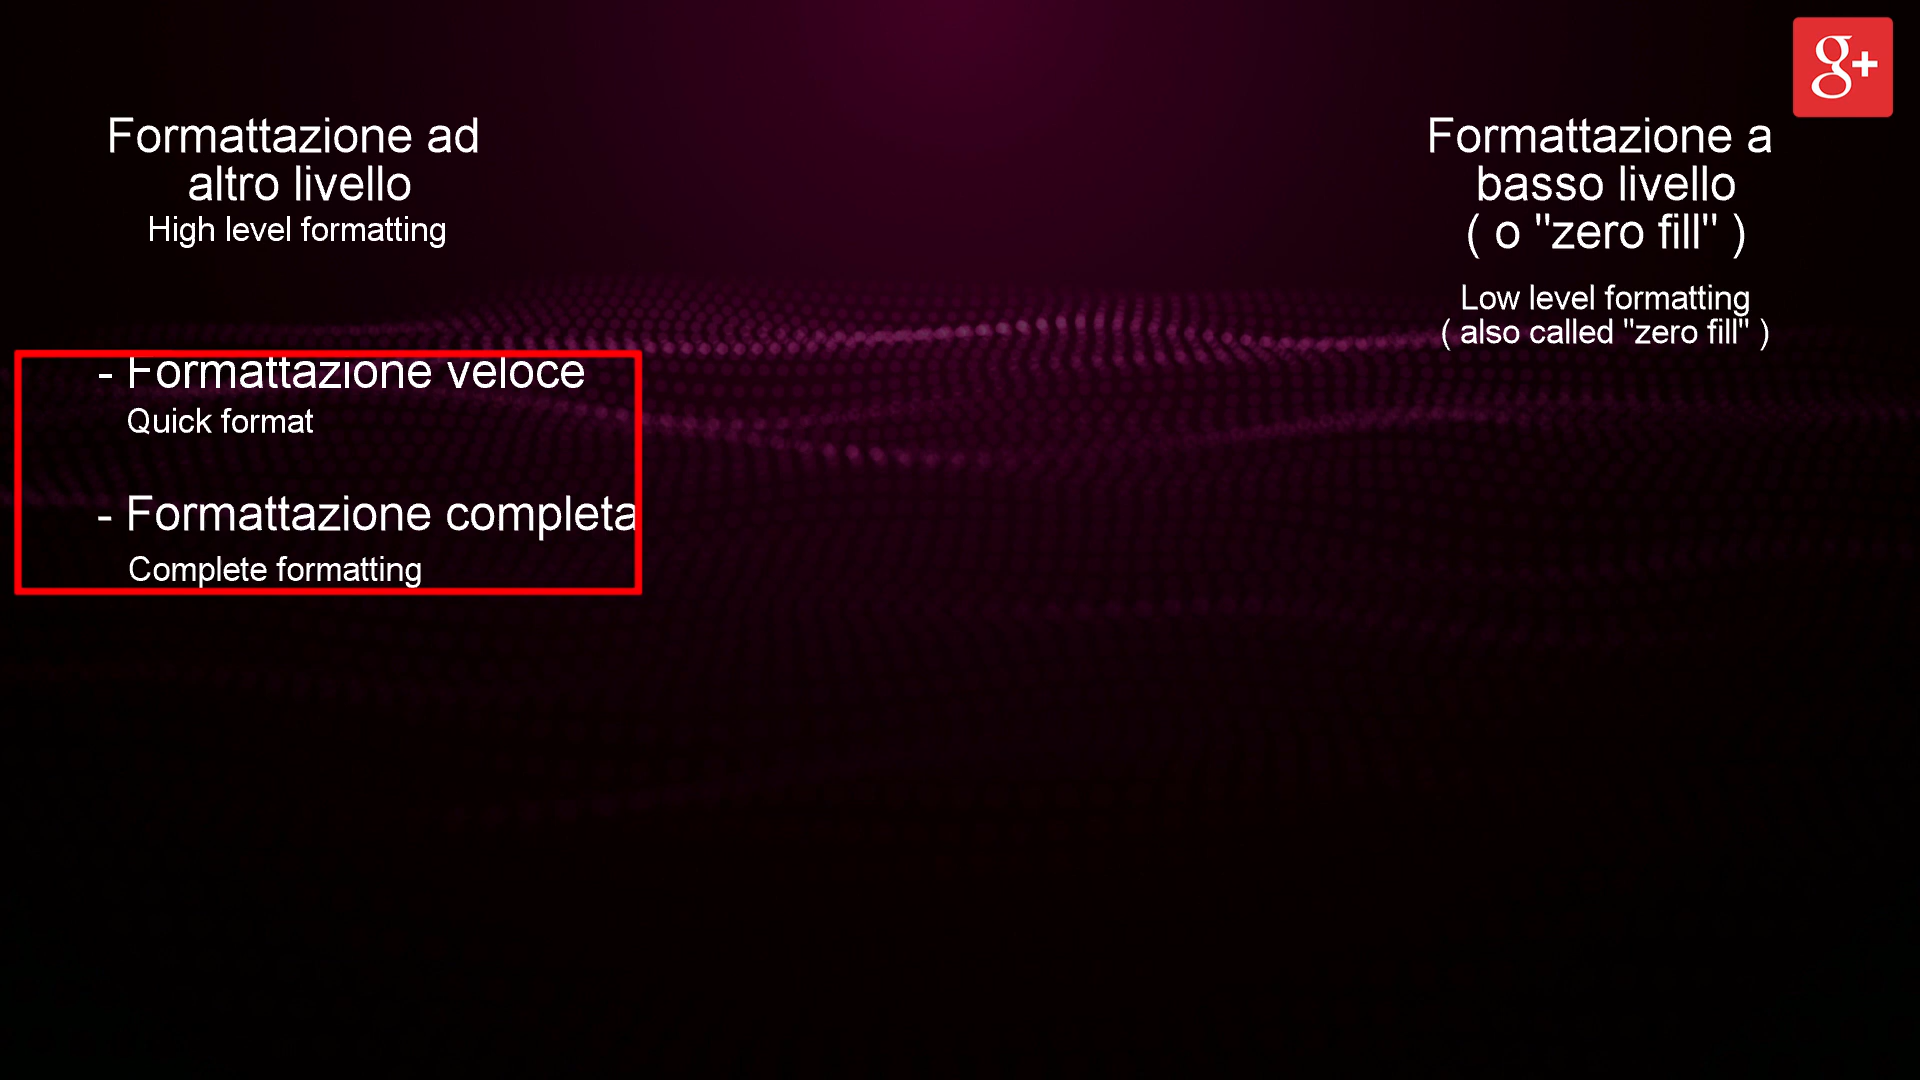 Formattazione ad
altro livello
High level formatting
- Formattazione veloce
Quick format
- Formattazione completa
Complete formatting
g+
Formattazione a
basso livello
( o "zero fill" )
Low level formatting
( also called "zero fill" )